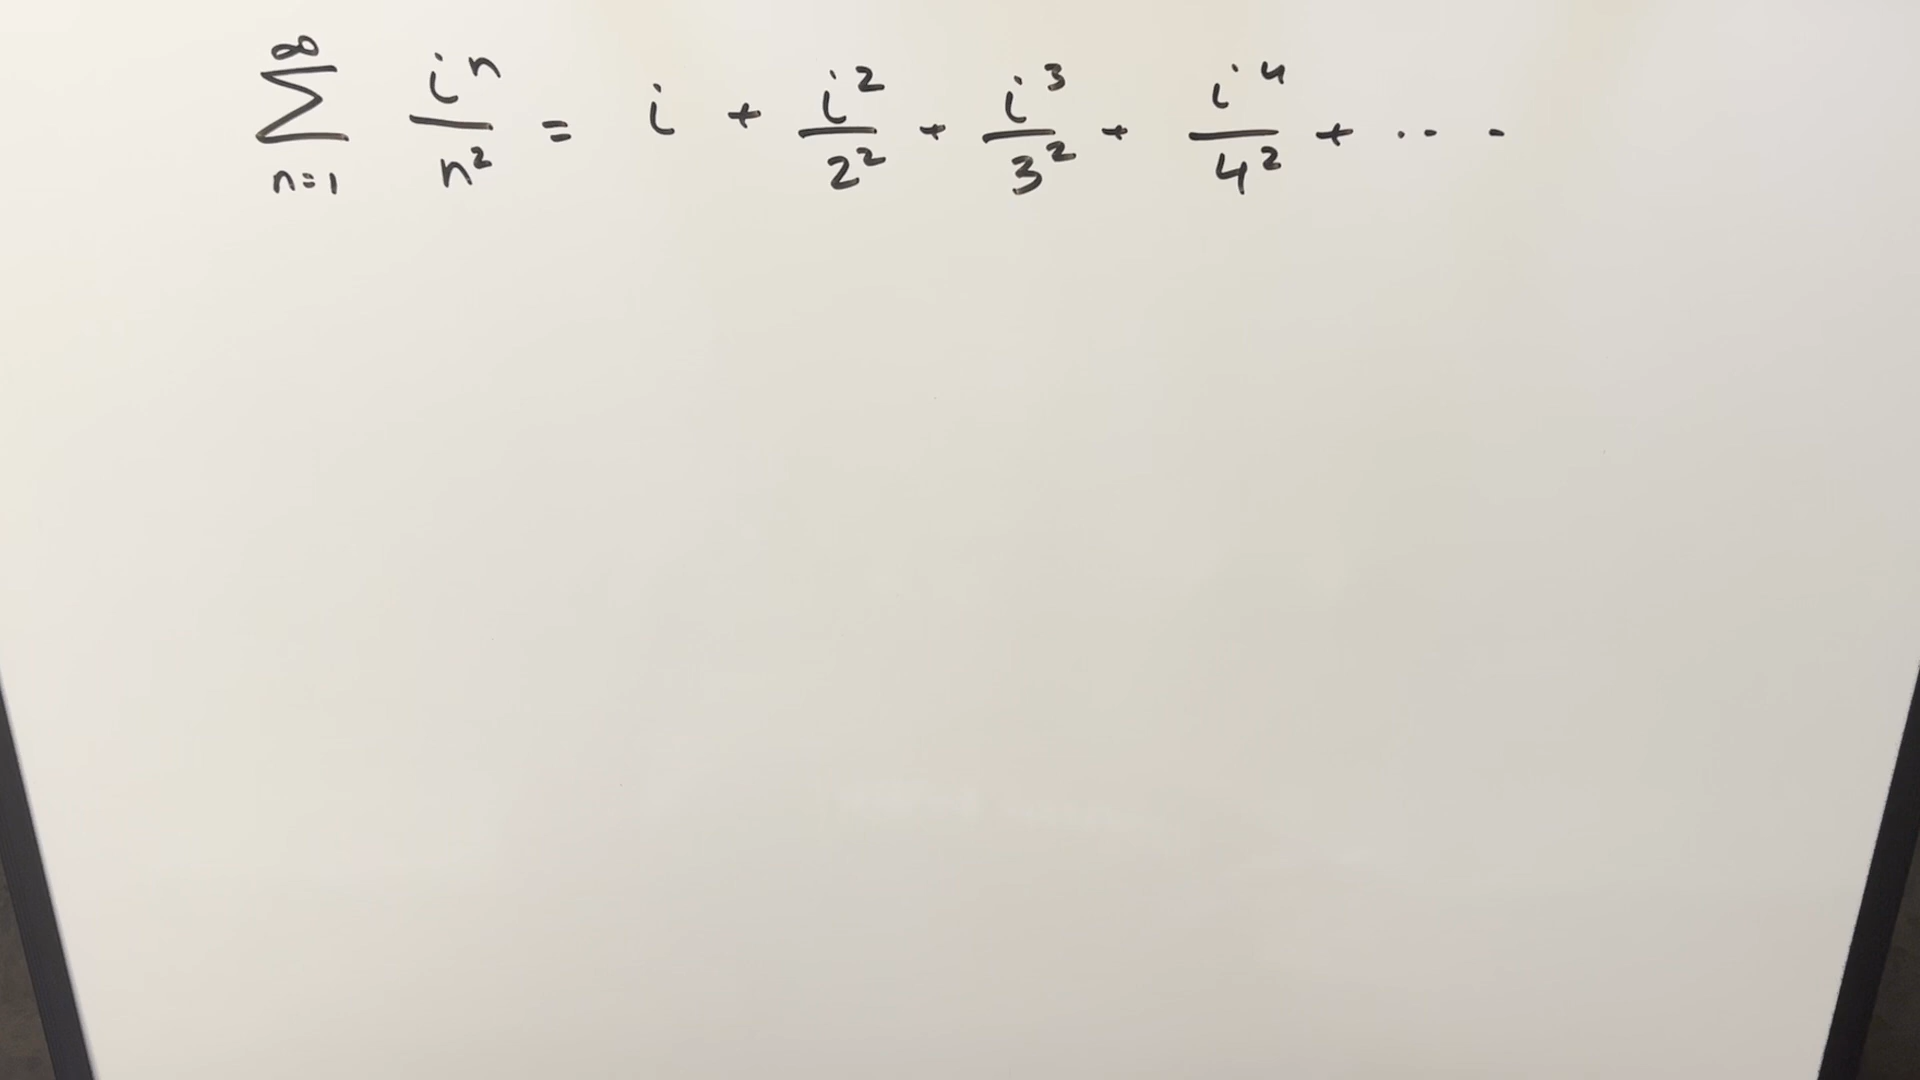 ∞∑n=1 iⁿ/n² = i + i²/2² + i³/3² + i⁴/4² + ....